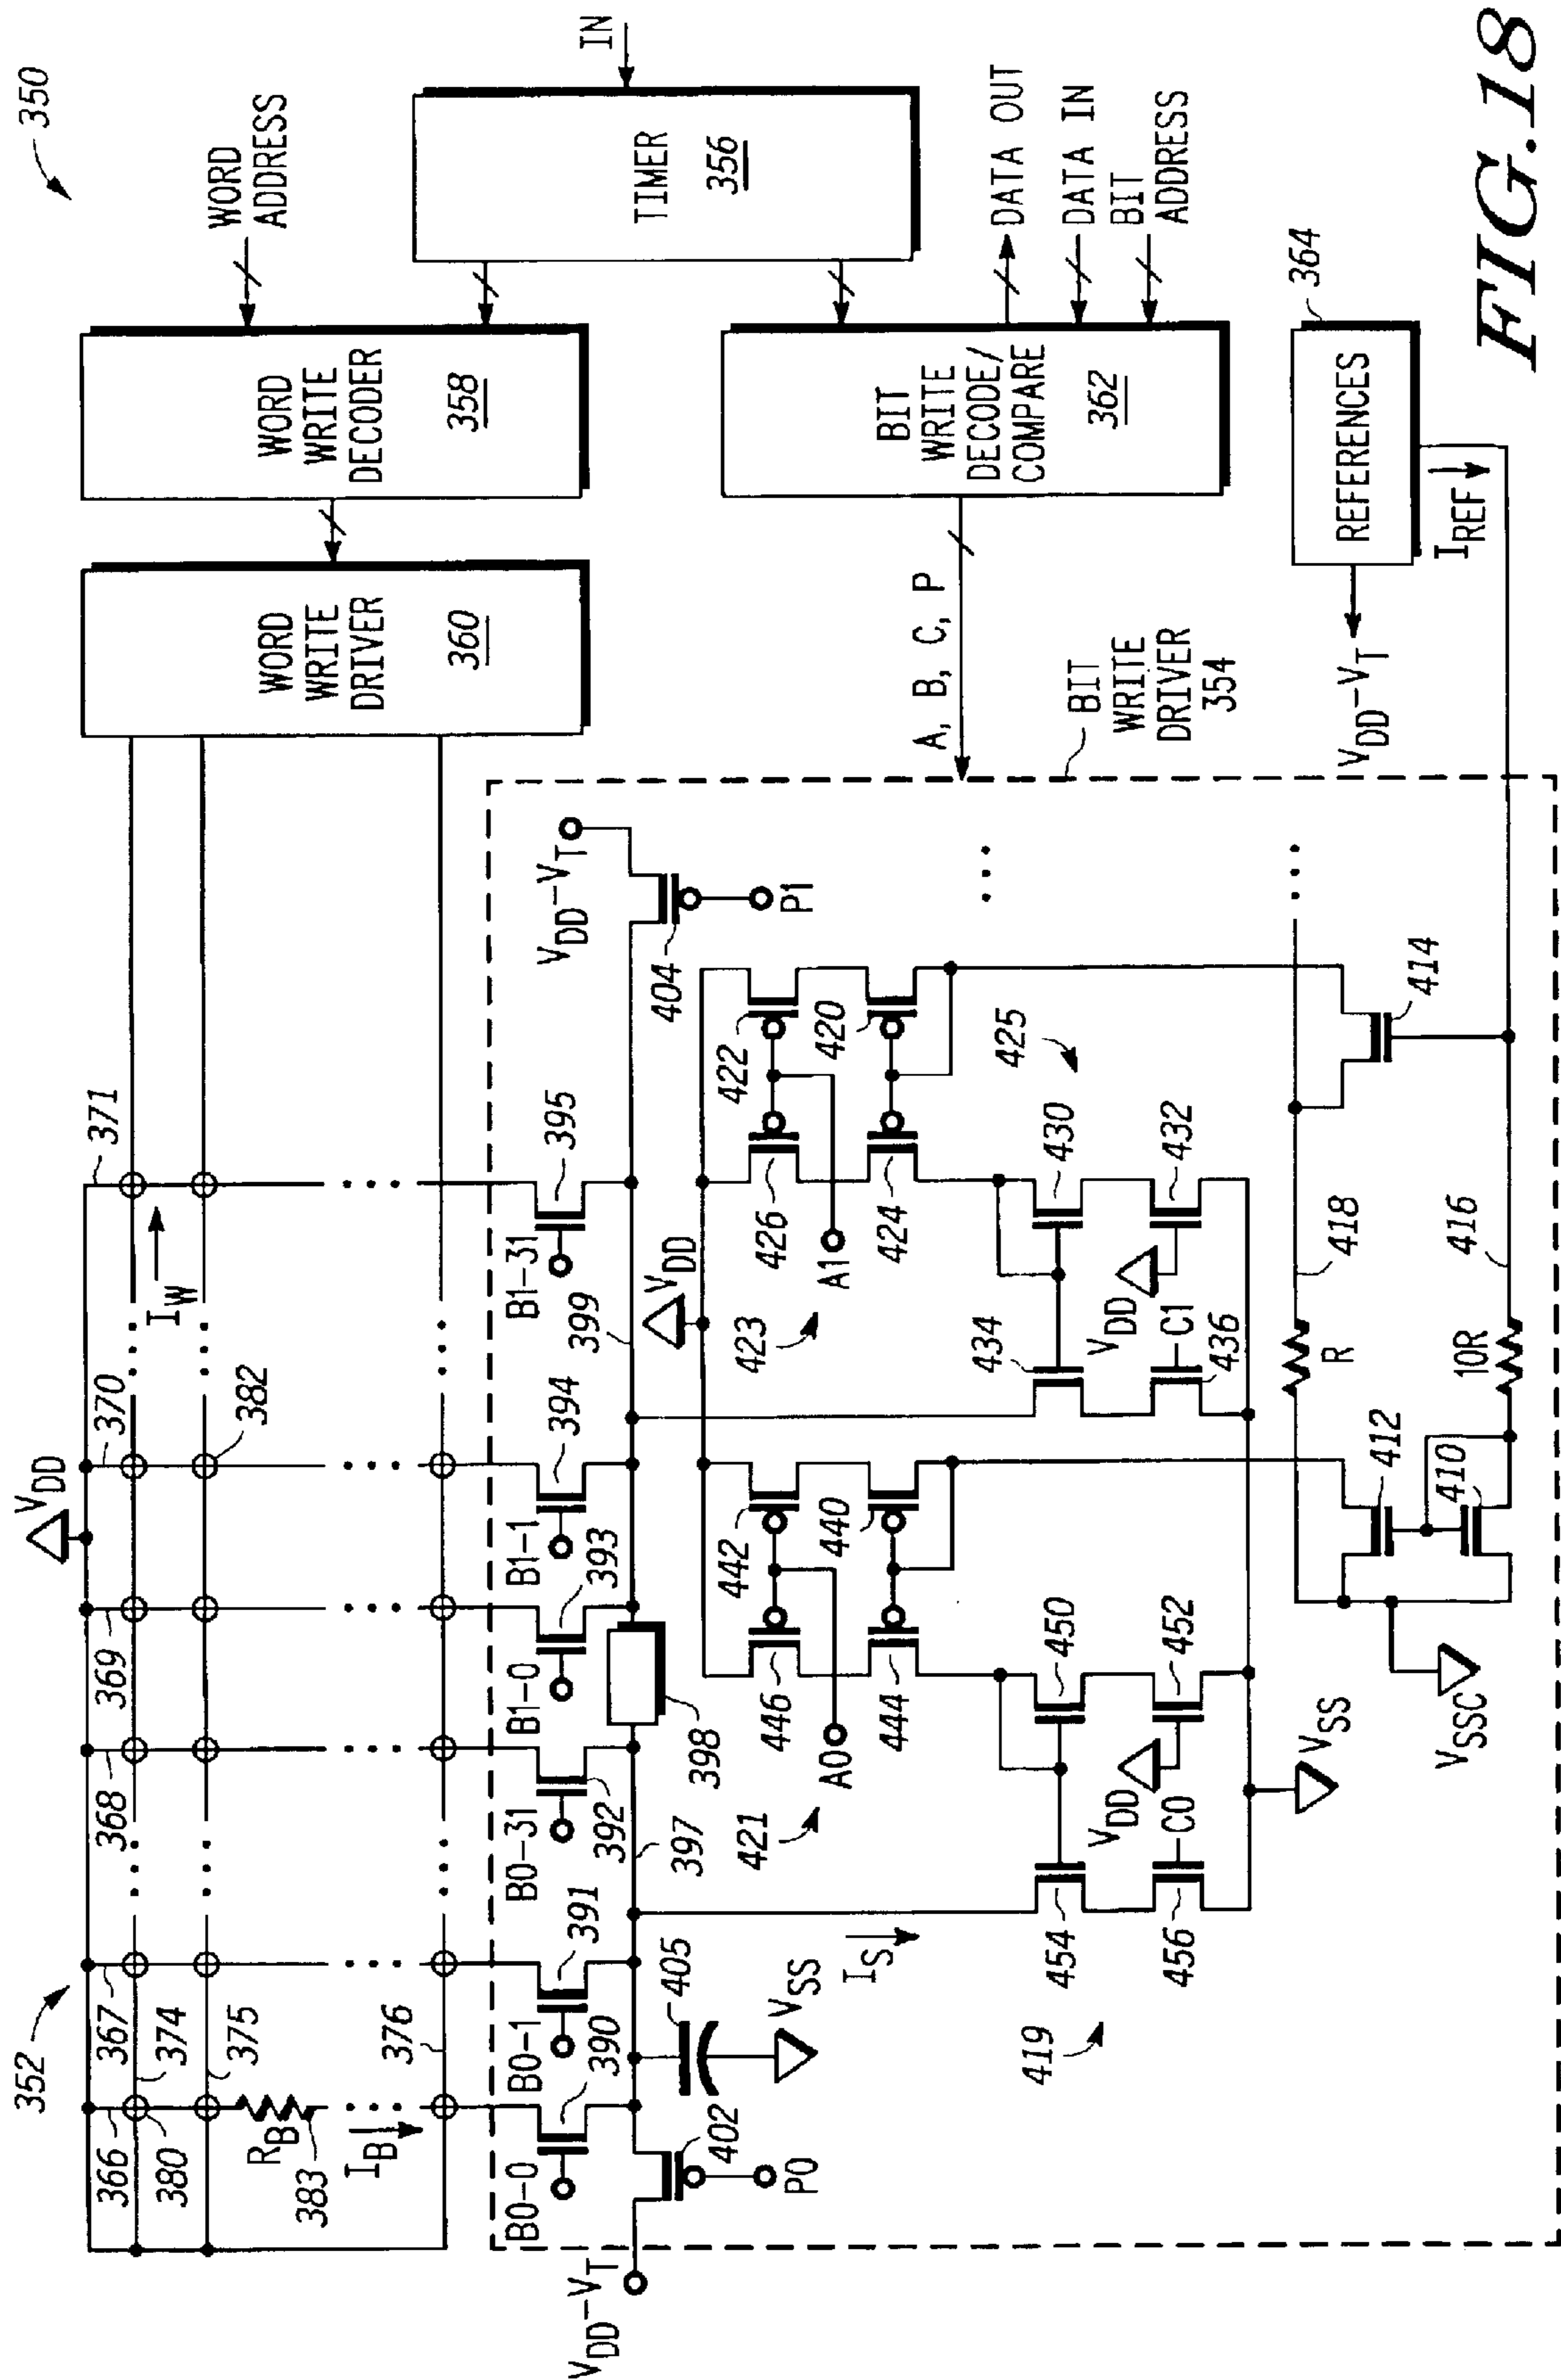 350
WORD
ADDRESS
IN
TIMER
356
WORD
WRITE
DECODER
358
WORD
WRITE
DRIVER
360
BIT
WRITE
DECODE/
COMPARE
362
DATA OUT
DATA IN
BIT
ADDRESS
A, B, C, P
BIT
WRITE
DRIVER
354
REFERENCES
364
VDD-VT
IREF
352
VDD
366
367
368
369
370
371
374
375
376
380
382
RB
383
IB
IW
B0-0
390
B0-1
391
B0-31
392
B1-0
393
B1-1
394
B1-31
395
397
398
399
VDD-VT
402
P0
405
VSS
VDD-VT
404
P1
IS
419
VDD
421
446
442
A0
444
440
450
452
VDD
454
456
C0
VSS
423
426
422
A1
424
420
425
430
432
VDD
434
436
C1
418
R
416
10R
412
410
414
VSSC
FIG.18